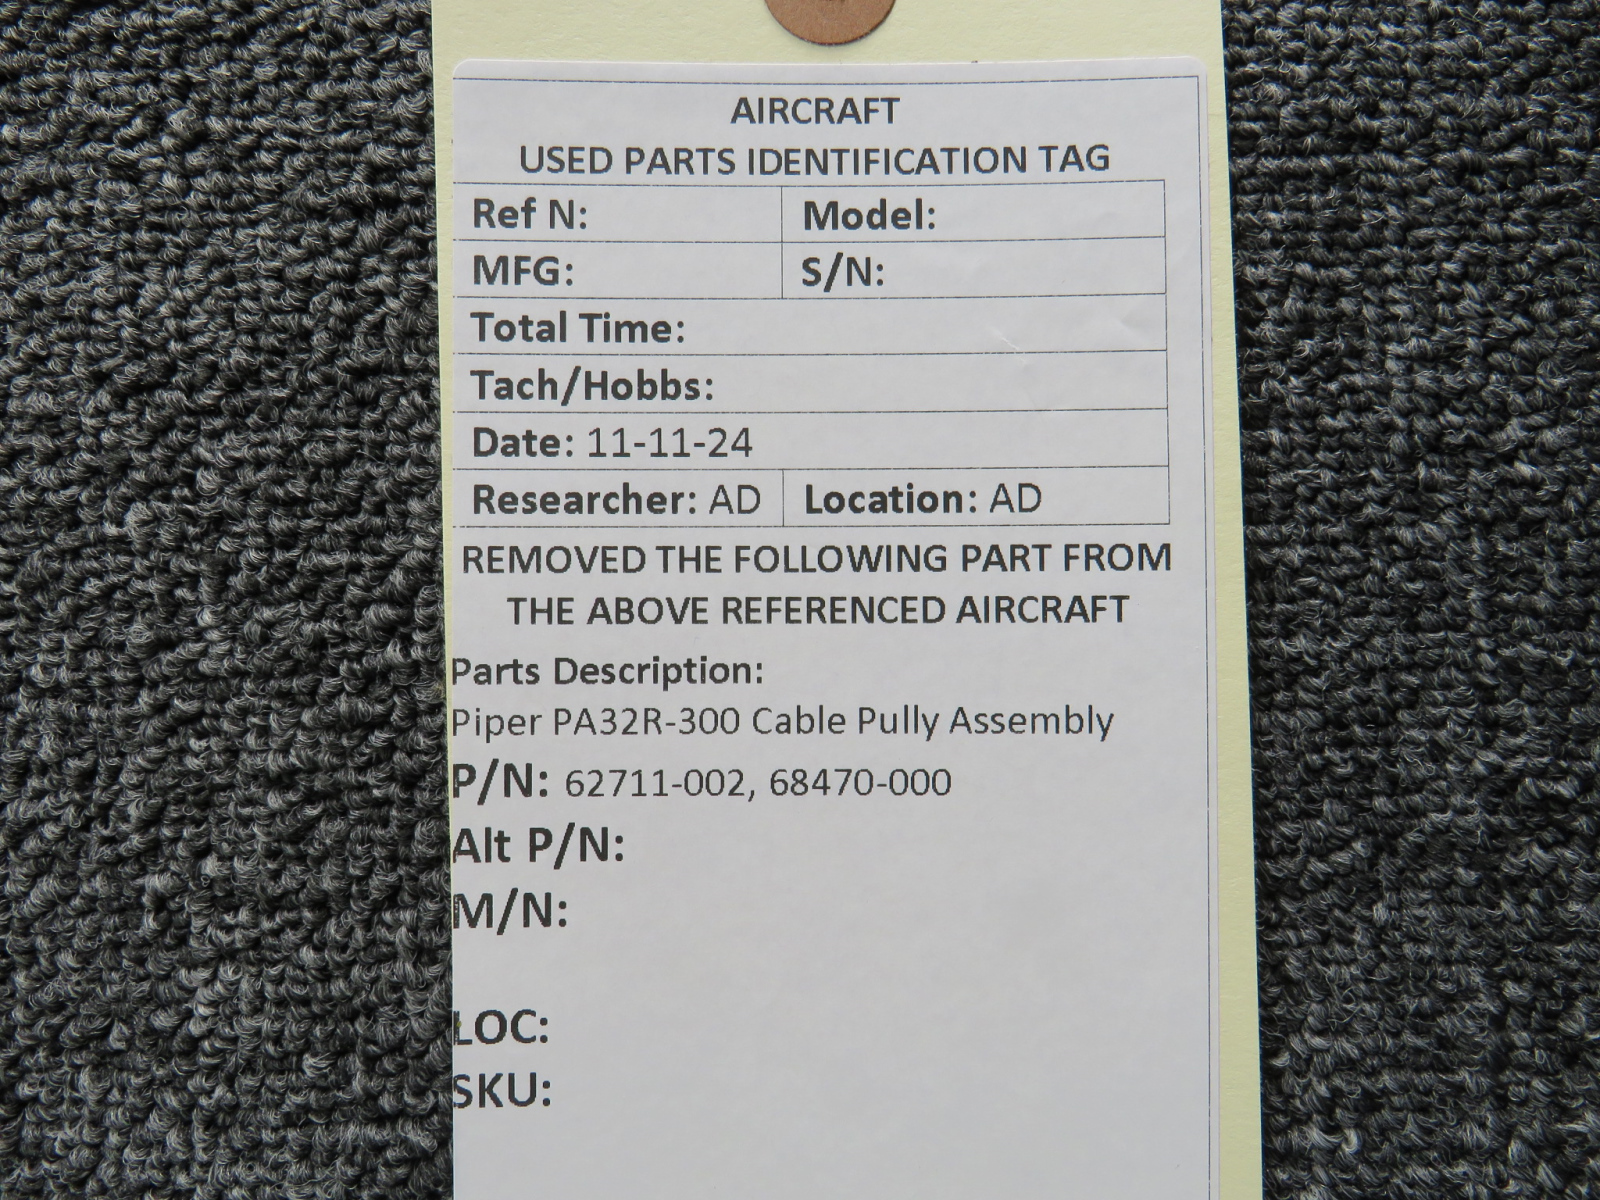 AIRCRAFT
USED PARTS IDENTIFICATION TAG
Ref N: Model:
MFG: S/N:
Total Time:
Tach/Hobbs:
Date: 11-11-24
Researcher: AD Location: AD
REMOVED THE FOLLOWING PART FROM
THE ABOVE REFERENCED AIRCRAFT
Parts Description:
Piper PA32R-300 Cable Pully Assembly
P/N: 62711-002, 68470-000
Alt P/N:
M/N:
LOC:
SKU: